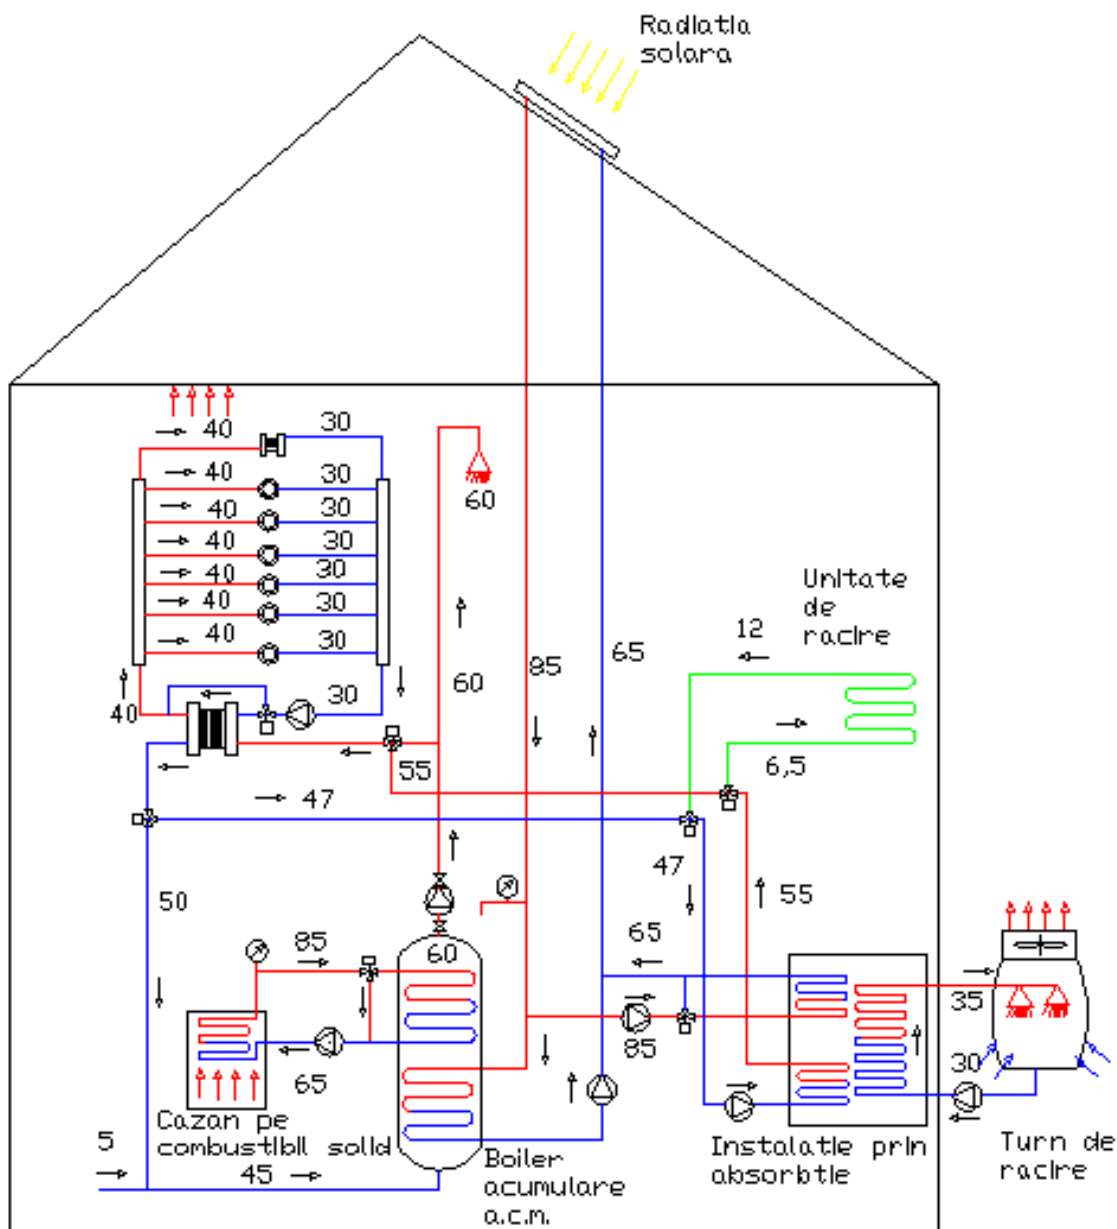 Radiatia
solara
40
30
40
30
40
30
40
30
40
30
40
30
40
30
60
Unitate
de
racire
12
60
85
65
40
30
55
6,5
47
47
50
55
85
60
65
35
85
65
30
Cazan pe
combustibil solid
5
45
Boiler
acumulare
a.c.m.
Instalatie prin
absorbtie
Turn de
racire